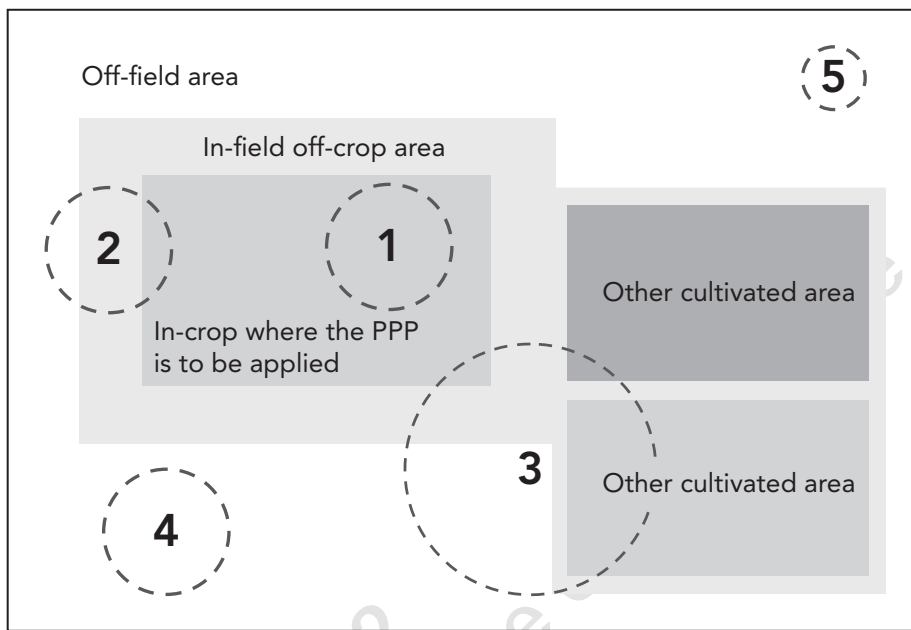 Off-field area
5
In-field off-crop area
2
1
Other cultivated area
In-crop where the PPP
is to be applied
3
Other cultivated area
4